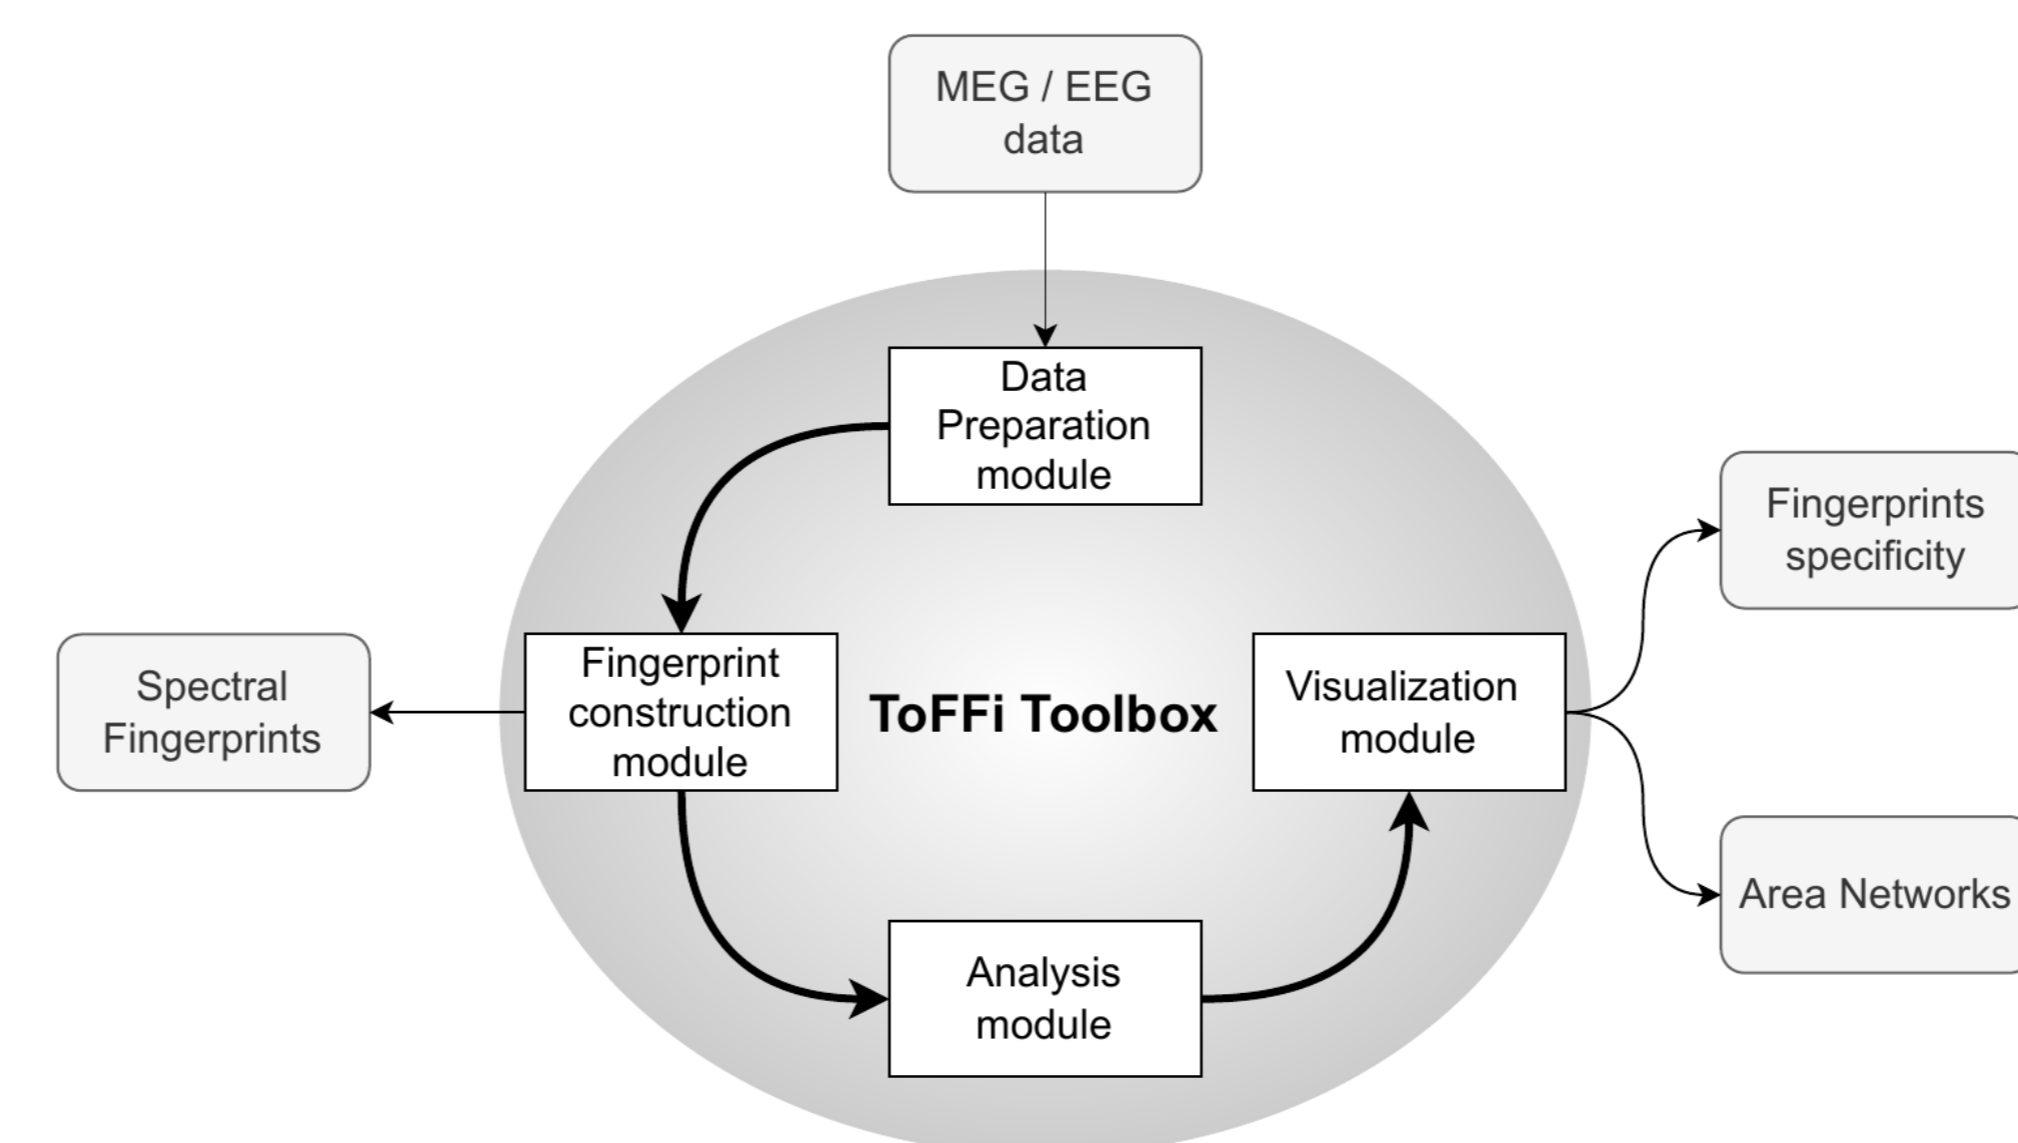 MEG / EEG
data
Data
Preparation
module
Fingerprints
specificity
Spectral
Fingerprints
Fingerprint
construction
module
ToFFi Toolbox
Visualization
module
Area Networks
Analysis
module